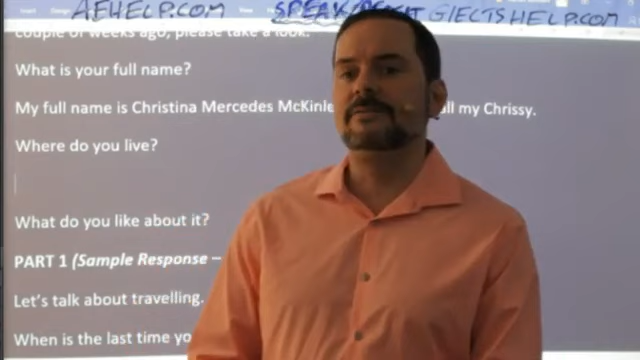 AEHELP.COM SPEAKING@IELTSHELP.COM
couple of weeks ago, please take a look.
What is your full name?
My full name is Christina Mercedes McKinle all my Chrissy.
Where do you live?
What do you like about it?
PART 1 (Sample Response –
Let's talk about travelling.
When is the last time yo